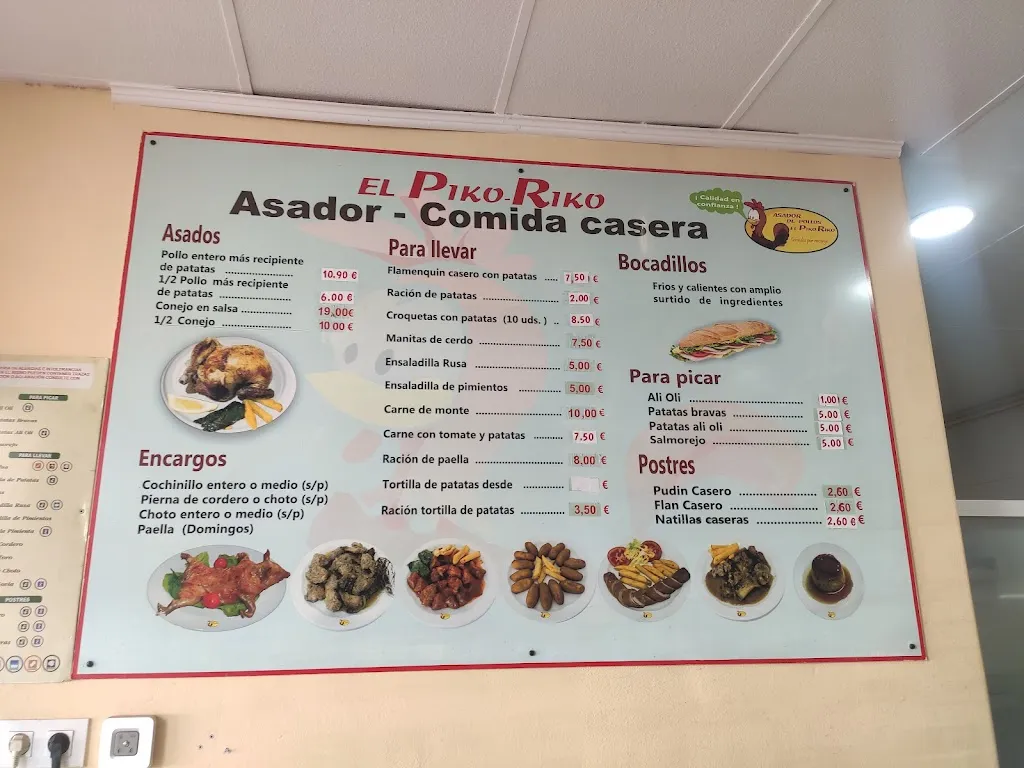 EL PIKO-RIKO
Asador - Comida casera
¡ Calidad en
confianza !
ASADOR
DE POLLOS
EL PIKO RIKO
Asados
Pollo entero más recipiente
de patatas ..................... 10.90 €
1/2 Pollo más recipiente
de patatas ...................... 6.00 €
Conejo en salsa ............... 19,00€
1/2 Conejo ..................... 10 00 €
Encargos
Cochinillo entero o medio (s/p)
Pierna de cordero o choto (s/p)
Choto entero o medio (s/p)
Paella (Domingos)
Para llevar
Flamenquin casero con patatas ..... 7,50 €
Ración de patatas ........................ 2.00 €
Croquetas con patatas (10 uds. ) .. 8.50 €
Manitas de cerdo ......................... 7,50 €
Ensaladilla Rusa .......................... 5,00 €
Ensaladilla de pimientos ............... 5,00 €
Carne de monte .......................... 10,00 €
Carne con tomate y patatas .......... 7.50 €
Ración de paella .......................... 8,00 €
Tortilla de patatas desde .............. €
Ración tortilla de patatas .............. 3,50 €
Bocadillos
Frios y calientes con amplio
surtido de ingredientes
Para picar
Ali Oli ................................ 1,00 €
Patatas bravas ..................... 5.00 €
Patatas ali oli ....................... 5.00 €
Salmorejo ........................... 5.00 €
Postres
Pudin Casero ..................... 2,60 €
Flan Casero ........................ 2,60 €
Natillas caseras .................. 2,60 € €
PARA PICAR
PARA LLEVAR
POSTRES